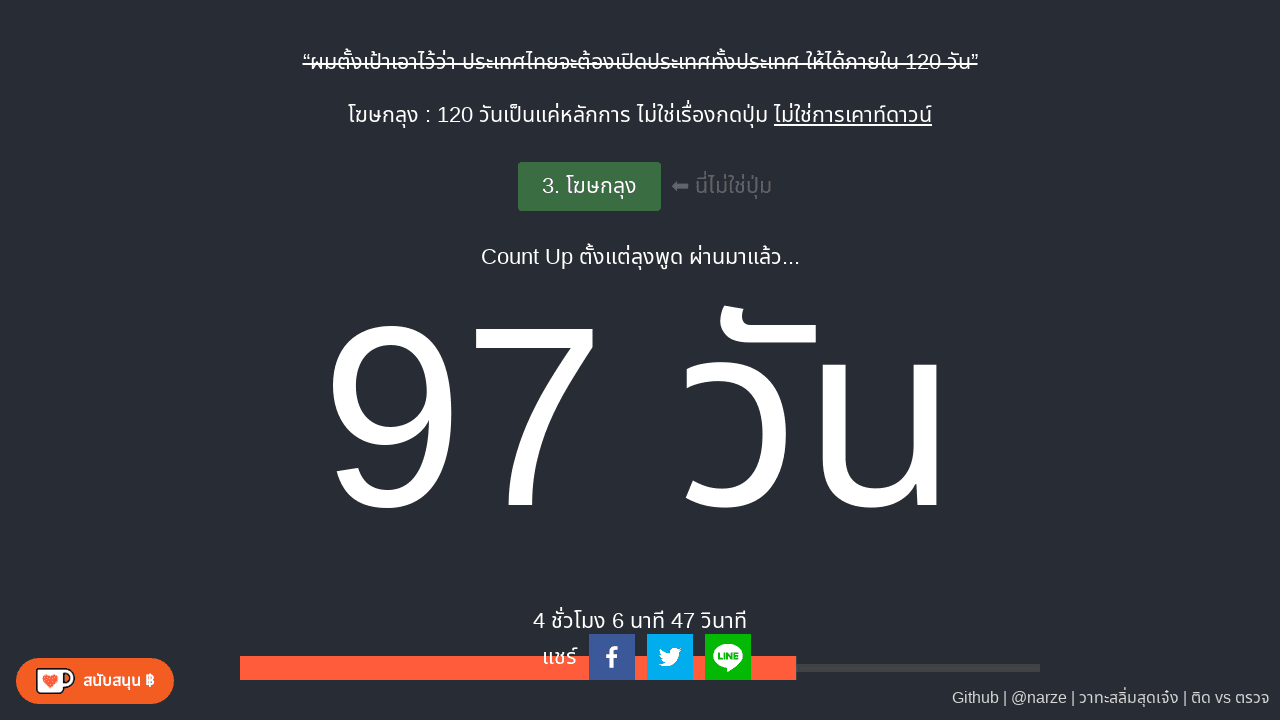 “ผมตั้งเป้าเอาไว้ว่า ประเทศไทยจะต้องเปิดประเทศทั้งประเทศ ให้ได้ภายใน 120 วัน”
โฆษกลุง : 120 วันเป็นแค่หลักการ ไม่ใช่เรื่องกดปุ่ม ไม่ใช่การเคาท์ดาวน์
3. โฆษกลุง ⬅ นี่ไม่ใช่ปุ่ม
Count Up ตั้งแต่ลุงพูด ผ่านมาแล้ว...
97 วัน
4 ชั่วโมง 6 นาที 47 วินาที
แชร์ LINE
สนับสนุน ฿
Github | @narze | วาทะสลิ่มสุดเจ๋ง | ติด vs ตรวจ